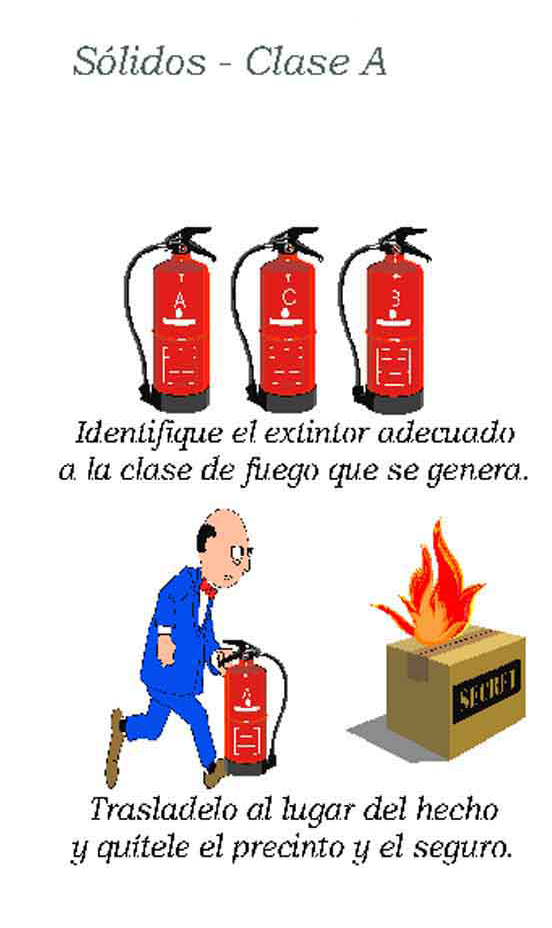 Sólidos - Clase A
A C B
Identifique el extintor adecuado
a la clase de fuego que se genera.
A
SECRET
Trasladelo al lugar del hecho
y quítele el precinto y el seguro.